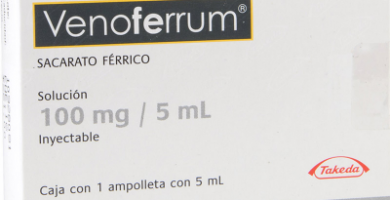 Venoferrum®
SACARATO FÉRRICO
Solución
100 mg / 5 mL
Inyectable
Takeda
Caja con 1 ampolleta con 5 mL